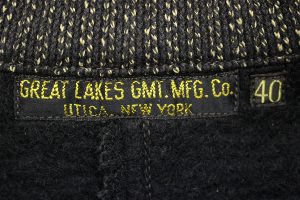 GREAT LAKES GMT. MFG. Co.
UTICA, NEW YORK
40